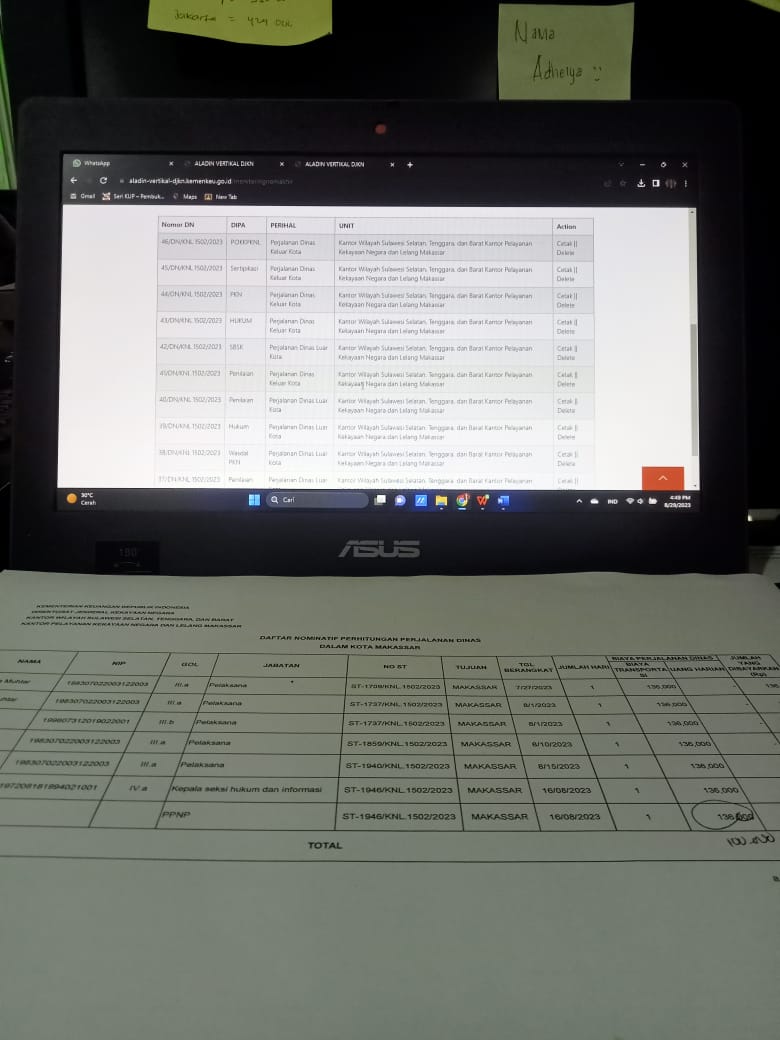 Jakarta = 424 DIL
Nama
Adhelya :)
WhatsApp ALADIN VERTIKAL DJKN ALADIN VERTIKAL DJKN
aladin-vertikal-djkn.kemenkeu.go.id
Gmail Seri KUP – Pembuk... Maps New Tab
Nomor DN DIPA PERIHAL UNIT Action
46/DN/KNL.1502/2023 POKKPKNL Perjalanan Dinas Keluar Kota Kantor Wilayah Sulawesi Selatan, Tenggara, dan Barat Kantor Pelayanan Kekayaan Negara dan Lelang Makassar Cetak || Delete
45/DN/KNL.1502/2023 Sertipikasi Perjalanan Dinas Keluar Kota Kantor Wilayah Sulawesi Selatan, Tenggara, dan Barat Kantor Pelayanan Kekayaan Negara dan Lelang Makassar Cetak || Delete
44/DN/KNL.1502/2023 PKN Perjalanan Dinas Keluar Kota Kantor Wilayah Sulawesi Selatan, Tenggara, dan Barat Kantor Pelayanan Kekayaan Negara dan Lelang Makassar Cetak || Delete
43/DN/KNL.1502/2023 HUKUM Perjalanan Dinas Keluar Kota Kantor Wilayah Sulawesi Selatan, Tenggara, dan Barat Kantor Pelayanan Kekayaan Negara dan Lelang Makassar Cetak || Delete
42/DN/KNL.1502/2023 SBSK Perjalanan Dinas Luar Kota Kantor Wilayah Sulawesi Selatan, Tenggara, dan Barat Kantor Pelayanan Kekayaan Negara dan Lelang Makassar Cetak || Delete
41/DN/KNL.1502/2023 Penilaian Perjalanan Dinas Keluar Kota Kantor Wilayah Sulawesi Selatan, Tenggara, dan Barat Kantor Pelayanan Kekayaan Negara dan Lelang Makassar Cetak || Delete
40/DN/KNL.1502/2023 Penilaian Perjalanan Dinas Luar Kota Kantor Wilayah Sulawesi Selatan, Tenggara, dan Barat Kantor Pelayanan Kekayaan Negara dan Lelang Makassar Cetak || Delete
39/DN/KNL.1502/2023 Hukum Perjalanan Dinas Luar Kota Kantor Wilayah Sulawesi Selatan, Tenggara, dan Barat Kantor Pelayanan Kekayaan Negara dan Lelang Makassar Cetak || Delete
38/DN/KNL.1502/2023 Wasdal PKN Perjalanan Dinas Luar Kota Kantor Wilayah Sulawesi Selatan, Tenggara, dan Barat Kantor Pelayanan Kekayaan Negara dan Lelang Makassar Cetak || Delete
37/DN/KNL.1502/2023 Penilaian Perjalanan Dinas Luar Kantor Wilayah Sulawesi Selatan, Tenggara, dan Barat Kantor Pelayanan Cetak ||
30°C Cerah Cari IND 4:49 PM 8/29/2023
180°
ASUS
KEMENTERIAN KEUANGAN REPUBLIK INDONESIA
DIREKTORAT JENDERAL KEKAYAAN NEGARA
KANTOR WILAYAH SULAWESI SELATAN, TENGGARA, DAN BARAT
KANTOR PELAYANAN KEKAYAAN NEGARA DAN LELANG MAKASSAR
DAFTAR NOMINATIF PERHITUNGAN PERJALANAN DINAS
DALAM KOTA MAKASSAR
NAMA NIP GOL JABATAN NO ST TUJUAN TGL BERANGKAT JUMLAH HARI BIAYA PERJALANAN DINAS BIAYA TRANSPORTASI UANG HARIAN JUMLAH YANG DIBAYARKAN (Rp)
Muhtar 198307022003122003 III.a Pelaksana ST-1709/KNL.1502/2023 MAKASSAR 7/27/2023 1 136,000 - 136
198307022003122003 III.a Pelaksana ST-1737/KNL.1502/2023 MAKASSAR 8/1/2023 1 136,000 -
199807312019022001 III.b Pelaksana ST-1737/KNL.1502/2023 MAKASSAR 8/1/2023 1 136,000 -
198307022003122003 III.a Pelaksana ST-1859/KNL.1502/2023 MAKASSAR 8/10/2023 1 136,000
198307022003122003 III.a Pelaksana ST-1940/KNL.1502/2023 MAKASSAR 8/15/2023 1 136,000
197208181994021001 IV.a Kepala seksi hukum dan informasi ST-1946/KNL.1502/2023 MAKASSAR 16/08/2023 1 136,000
PPNP ST-1946/KNL.1502/2023 MAKASSAR 16/08/2023 1 136,000
TOTAL
100.000